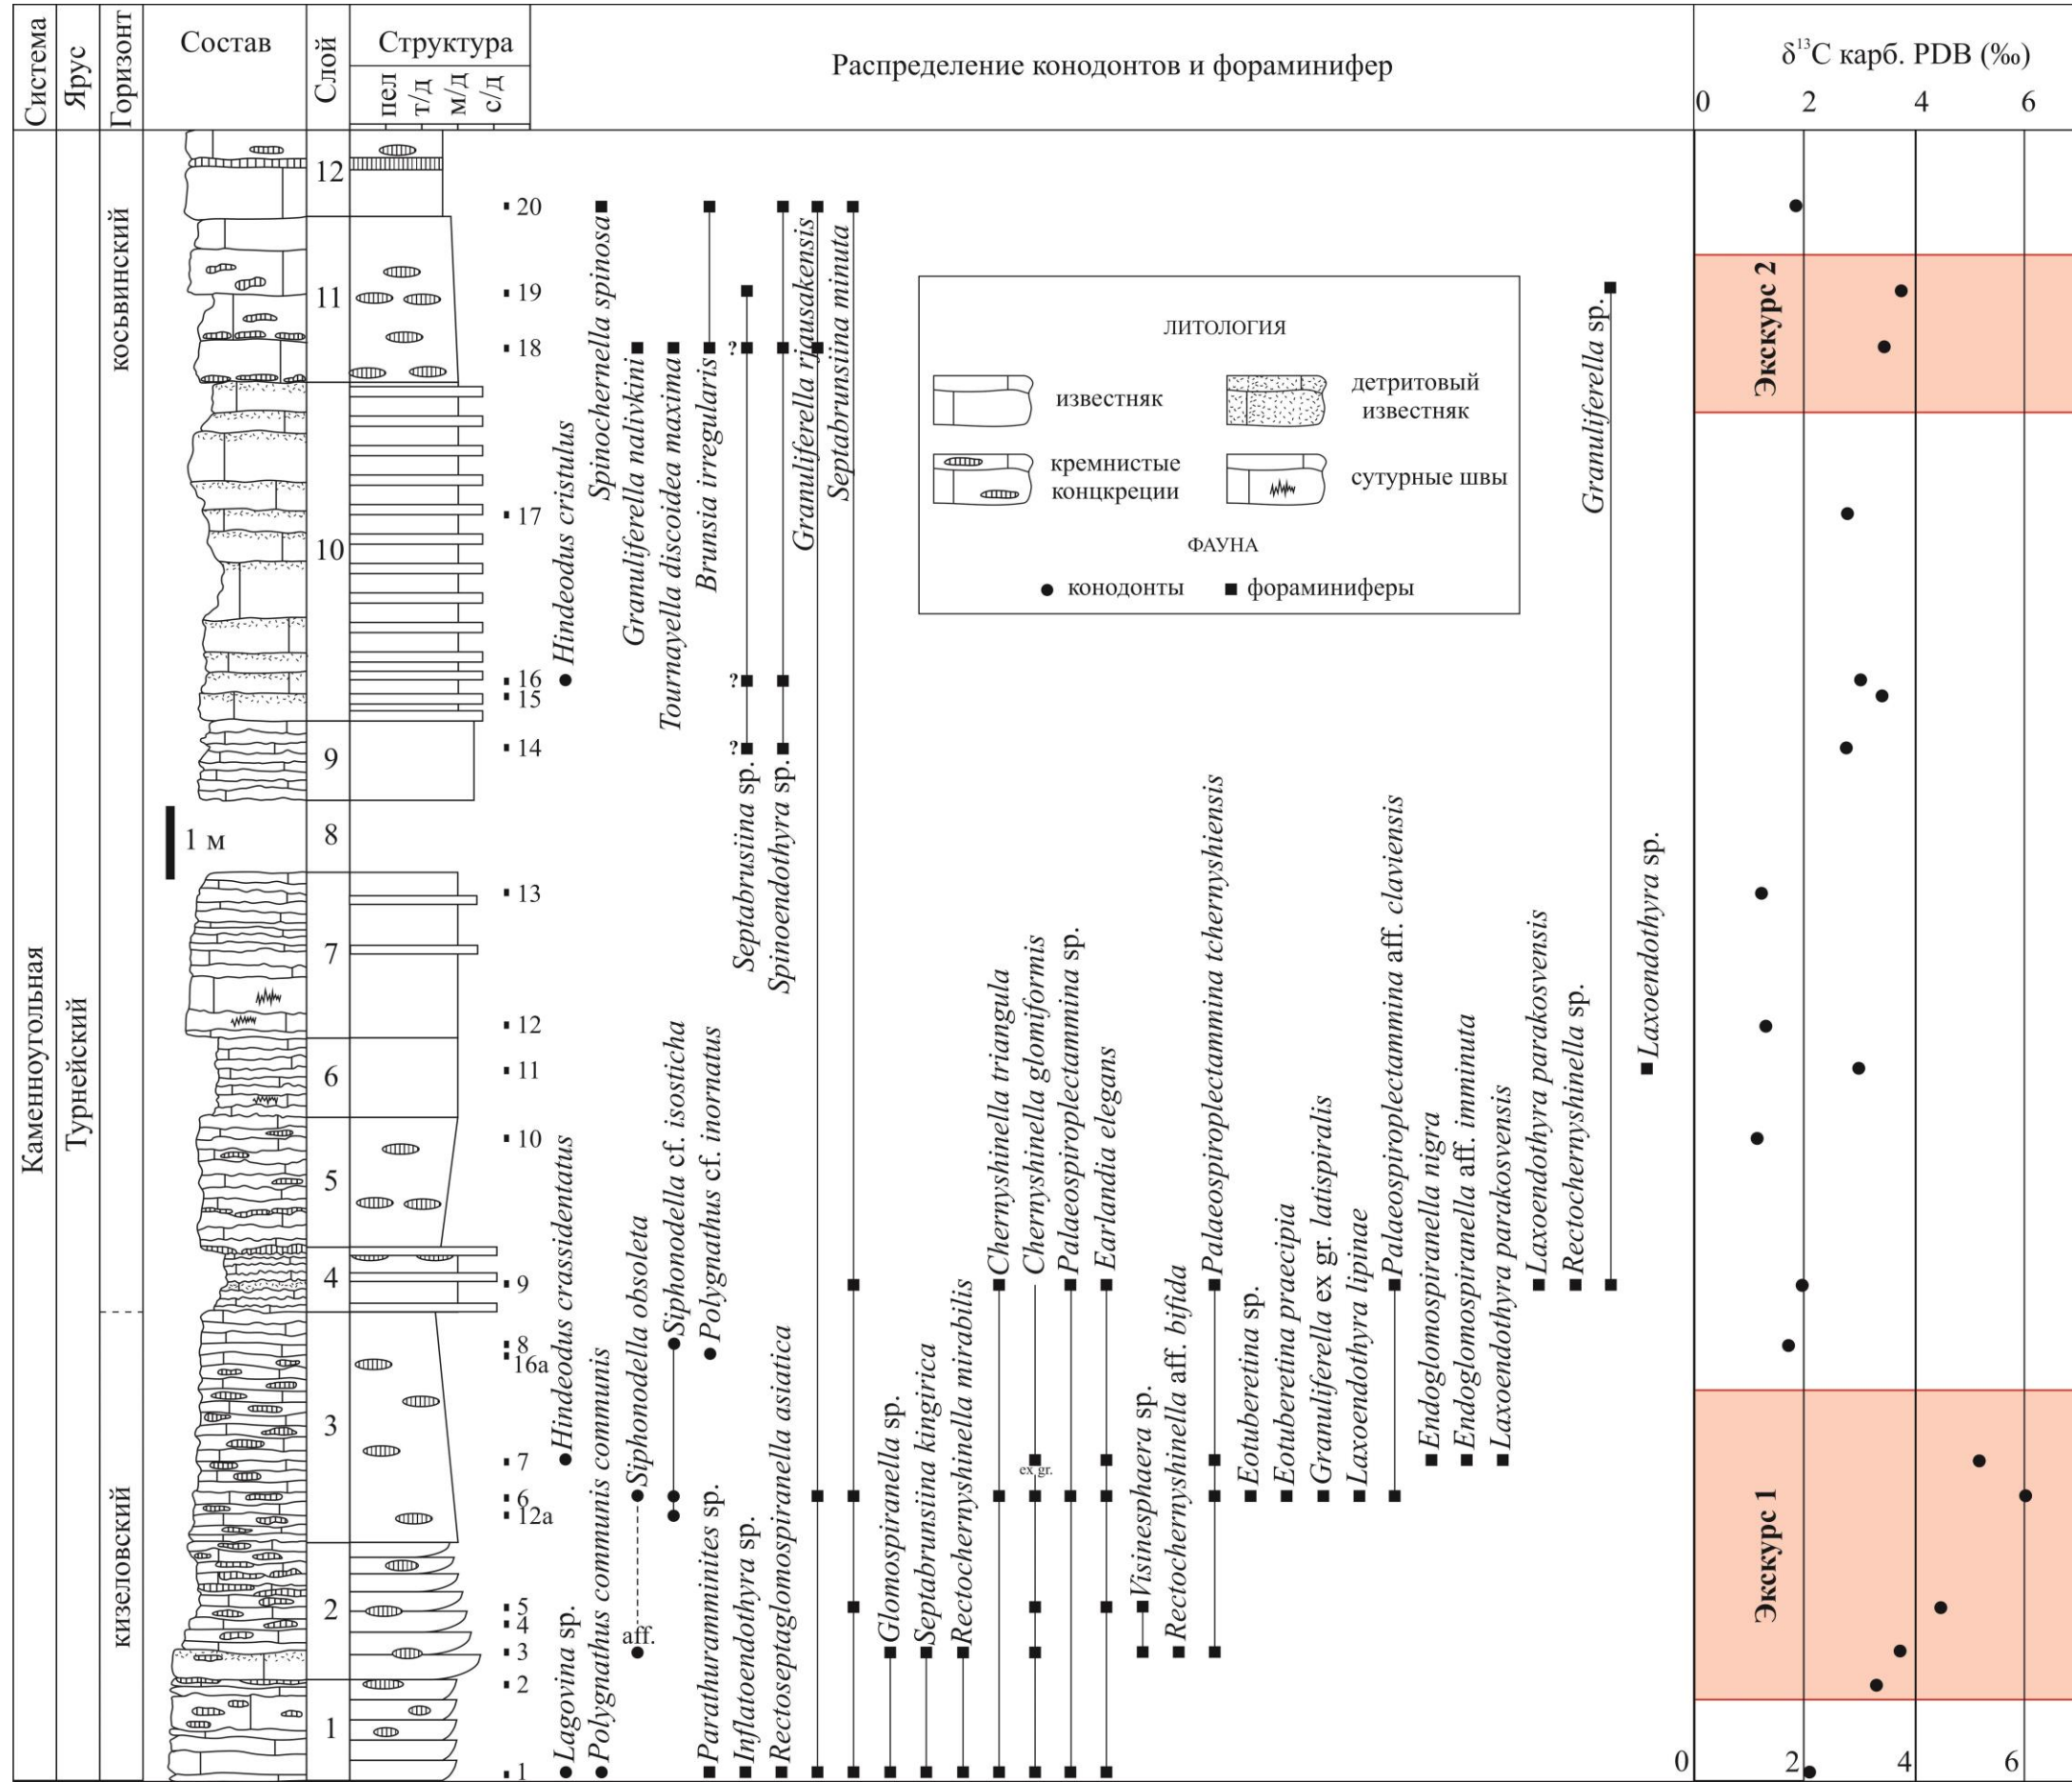 Система
Ярус
Горизонт
Состав
Слой
Структура
пел
т/д
м/д
с/д
Распределение конодонтов и фораминифер
δ¹³C карб. PDB (‰)
0 2 4 6
Каменноугольная
Турнейский
косьвинский
кизеловский
1 м
12
11
10
9
8
7
6
5
4
3
2
1
20
19
18
17
16
15
14
13
12
11
10
9
8
16а
7
6
12а
5
4
3
2
1
Hindeodus cristulus
Spinochernella spinosa
Granuliferella nalivkini
Tournayella discoidea maxima
Brunsia irregularis
?
?
?
Septabrusiina sp.
Spinoendothyra sp.
Granuliferella rjausakensis
Septabrunsiina minuta
ЛИТОЛОГИЯ
известняк
детритовый
известняк
кремнистые
концкреции
сутурные швы
ФАУНА
конодонты
фораминиферы
Granuliferella sp.
Laxoendothyra sp.
Hindeodus crassidentatus
Siphonodella obsoleta
aff.
Siphonodella cf. isosticha
Polygnathus cf. inornatus
Lagovina sp.
Polygnathus communis communis
Parathurammnites sp.
Inflatoendothyra sp.
Rectoseptaglomospiranella asiatica
Glomospiranella sp.
Septabrunsiina kingirica
Rectochernyshinella mirabilis
Chernyshinella triangula
Chernyshinella glomiformis
ex gr.
Palaeospiroplectammina sp.
Earlandia elegans
Visinesphaera sp.
Rectochernyshinella aff. bifida
Palaeospiroplectammina tchernyshiensis
Eotuberetina sp.
Eotuberetina praecipia
Granuliferella ex gr. latispiralis
Laxoendothyra lipinae
Palaeospiroplectammina aff. claviensis
Endoglomospiranella nigra
Endoglomospiranella aff. imminuta
Laxoendothyra parakosvensis
Laxoendothyra parakosvensis
Rectochernyshinella sp.
Экскурс 2
Экскурс 1
0 2 4 6